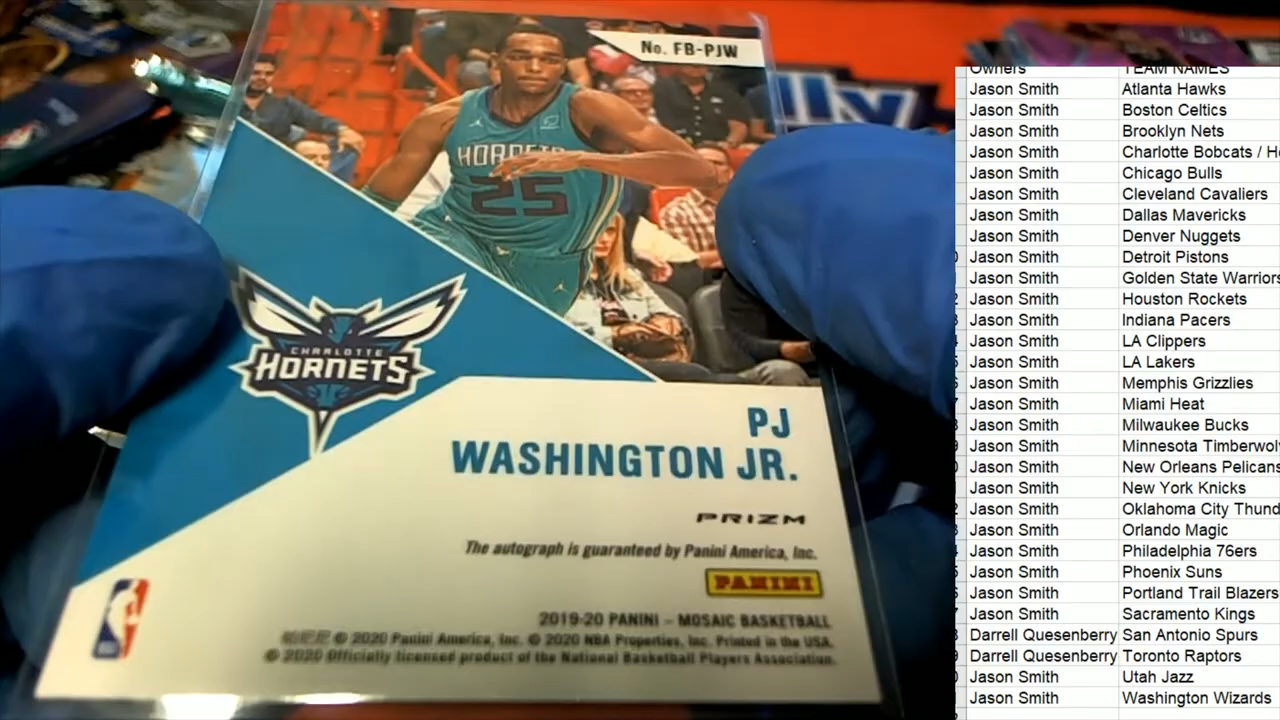 No. FB-PJW
HORNETS
25
CHARLOTTE
HORNETS
PJ
WASHINGTON JR.
PRIZM
The autograph is guaranteed by Panini America, Inc.
PANINI
2019-20 PANINI – MOSAIC BASKETBALL
© 2020 Panini America, Inc. © 2020 NBA Properties, Inc. Printed in the USA.
© 2020 Officially licensed product of the National Basketball Players Association.
Owners TEAM NAMES
Jason Smith Atlanta Hawks
Jason Smith Boston Celtics
Jason Smith Brooklyn Nets
Jason Smith Charlotte Bobcats / H
Jason Smith Chicago Bulls
Jason Smith Cleveland Cavaliers
Jason Smith Dallas Mavericks
Jason Smith Denver Nuggets
Jason Smith Detroit Pistons
Jason Smith Golden State Warriors
Jason Smith Houston Rockets
Jason Smith Indiana Pacers
Jason Smith LA Clippers
Jason Smith LA Lakers
Jason Smith Memphis Grizzlies
Jason Smith Miami Heat
Jason Smith Milwaukee Bucks
Jason Smith Minnesota Timberwol
Jason Smith New Orleans Pelicans
Jason Smith New York Knicks
Jason Smith Oklahoma City Thund
Jason Smith Orlando Magic
Jason Smith Philadelphia 76ers
Jason Smith Phoenix Suns
Jason Smith Portland Trail Blazers
Jason Smith Sacramento Kings
Darrell Quesenberry San Antonio Spurs
Darrell Quesenberry Toronto Raptors
Jason Smith Utah Jazz
Jason Smith Washington Wizards